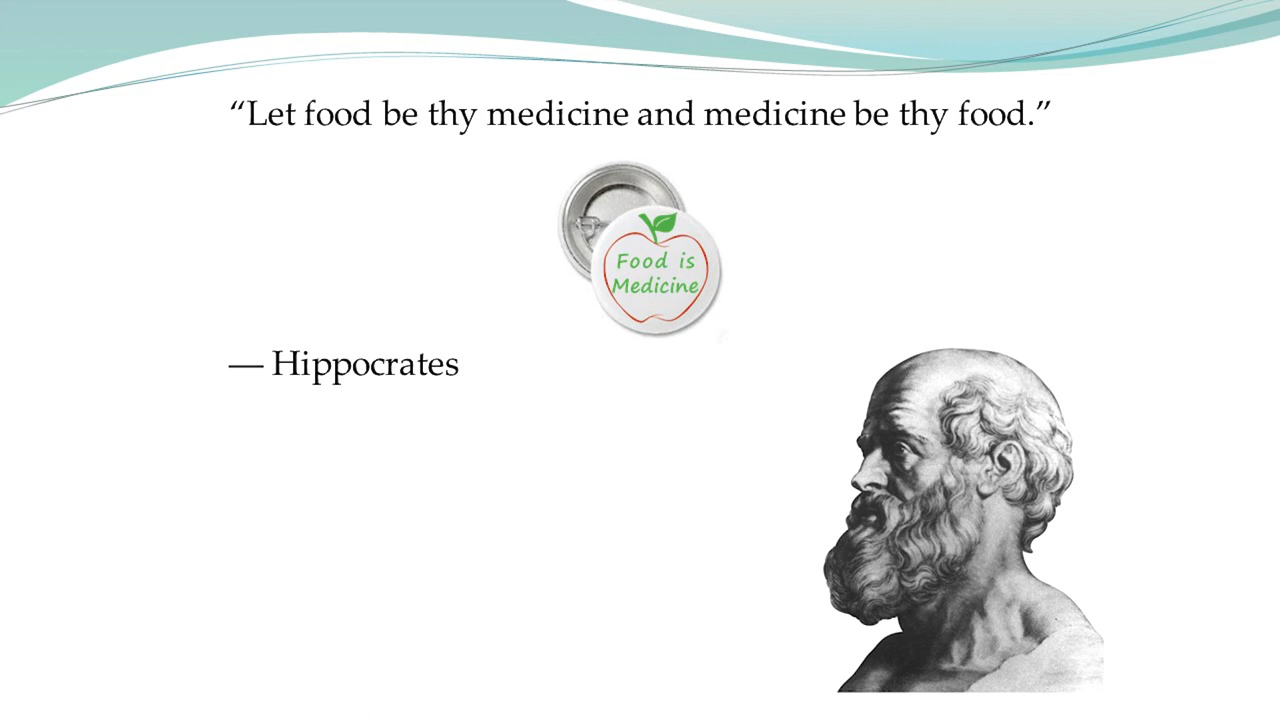 “Let food be thy medicine and medicine be thy food.”
Food is
Medicine
— Hippocrates